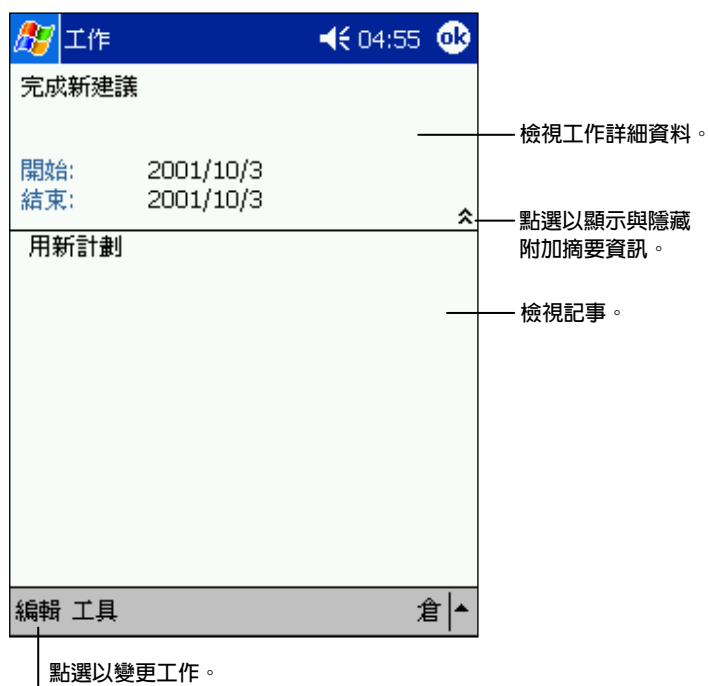 工作 04:55 ok
完成新建議
檢視工作詳細資料。
開始: 2001/10/3
結束: 2001/10/3
點選以顯示與隱藏
附加摘要資訊。
用新計劃
檢視記事。
編輯 工具 倉
點選以變更工作。